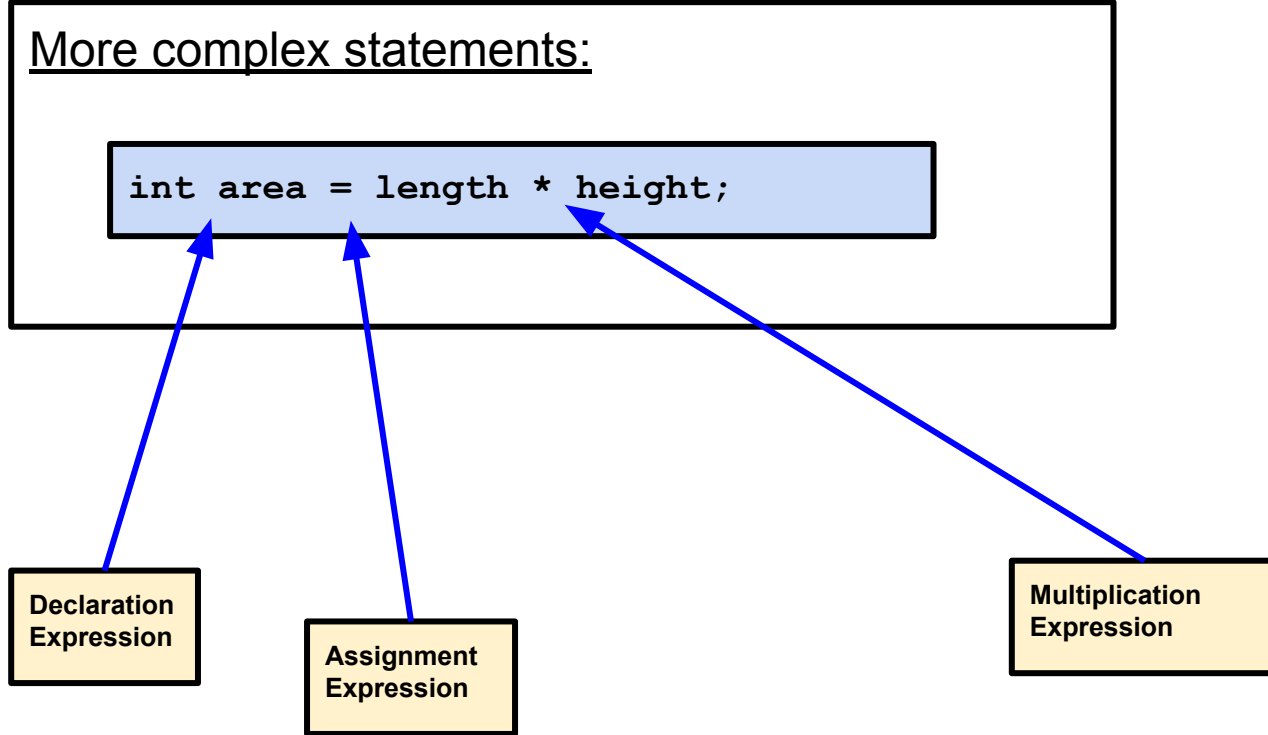 More complex statements:
int area = length * height;
Declaration
Expression
Assignment
Expression
Multiplication
Expression